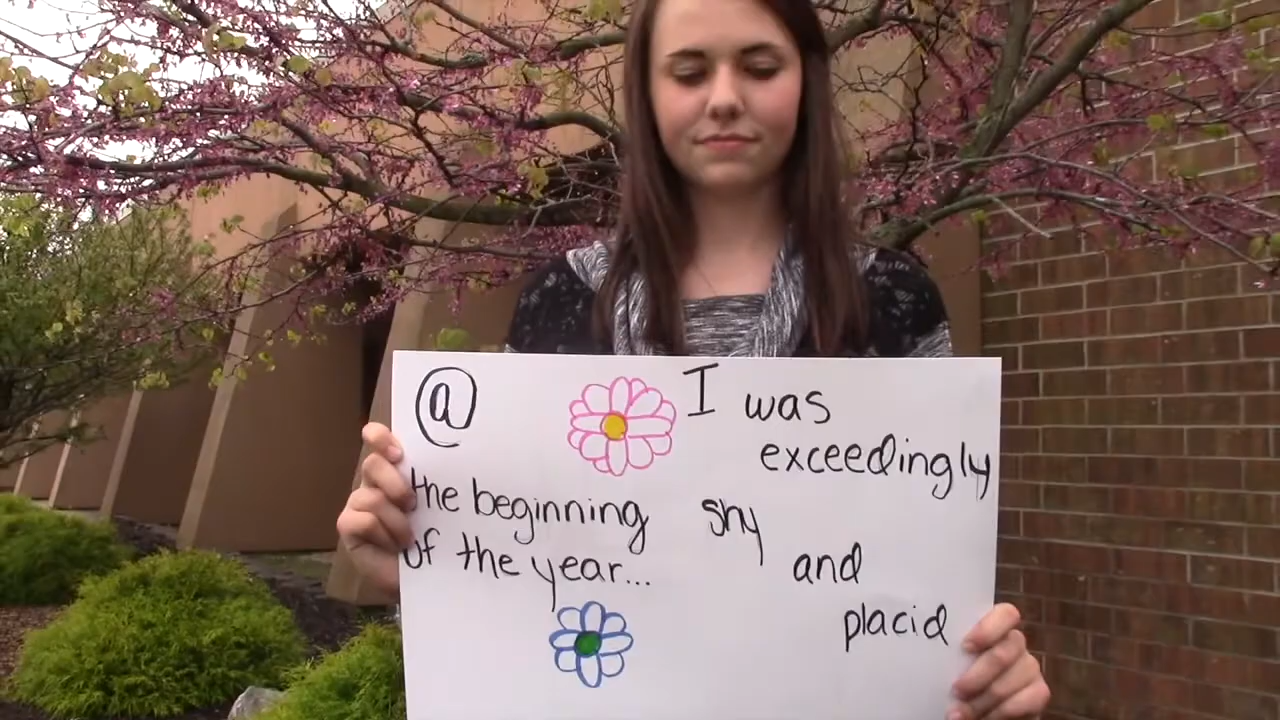 @
the beginning
of the year...
I was
exceedingly
shy
and
placid